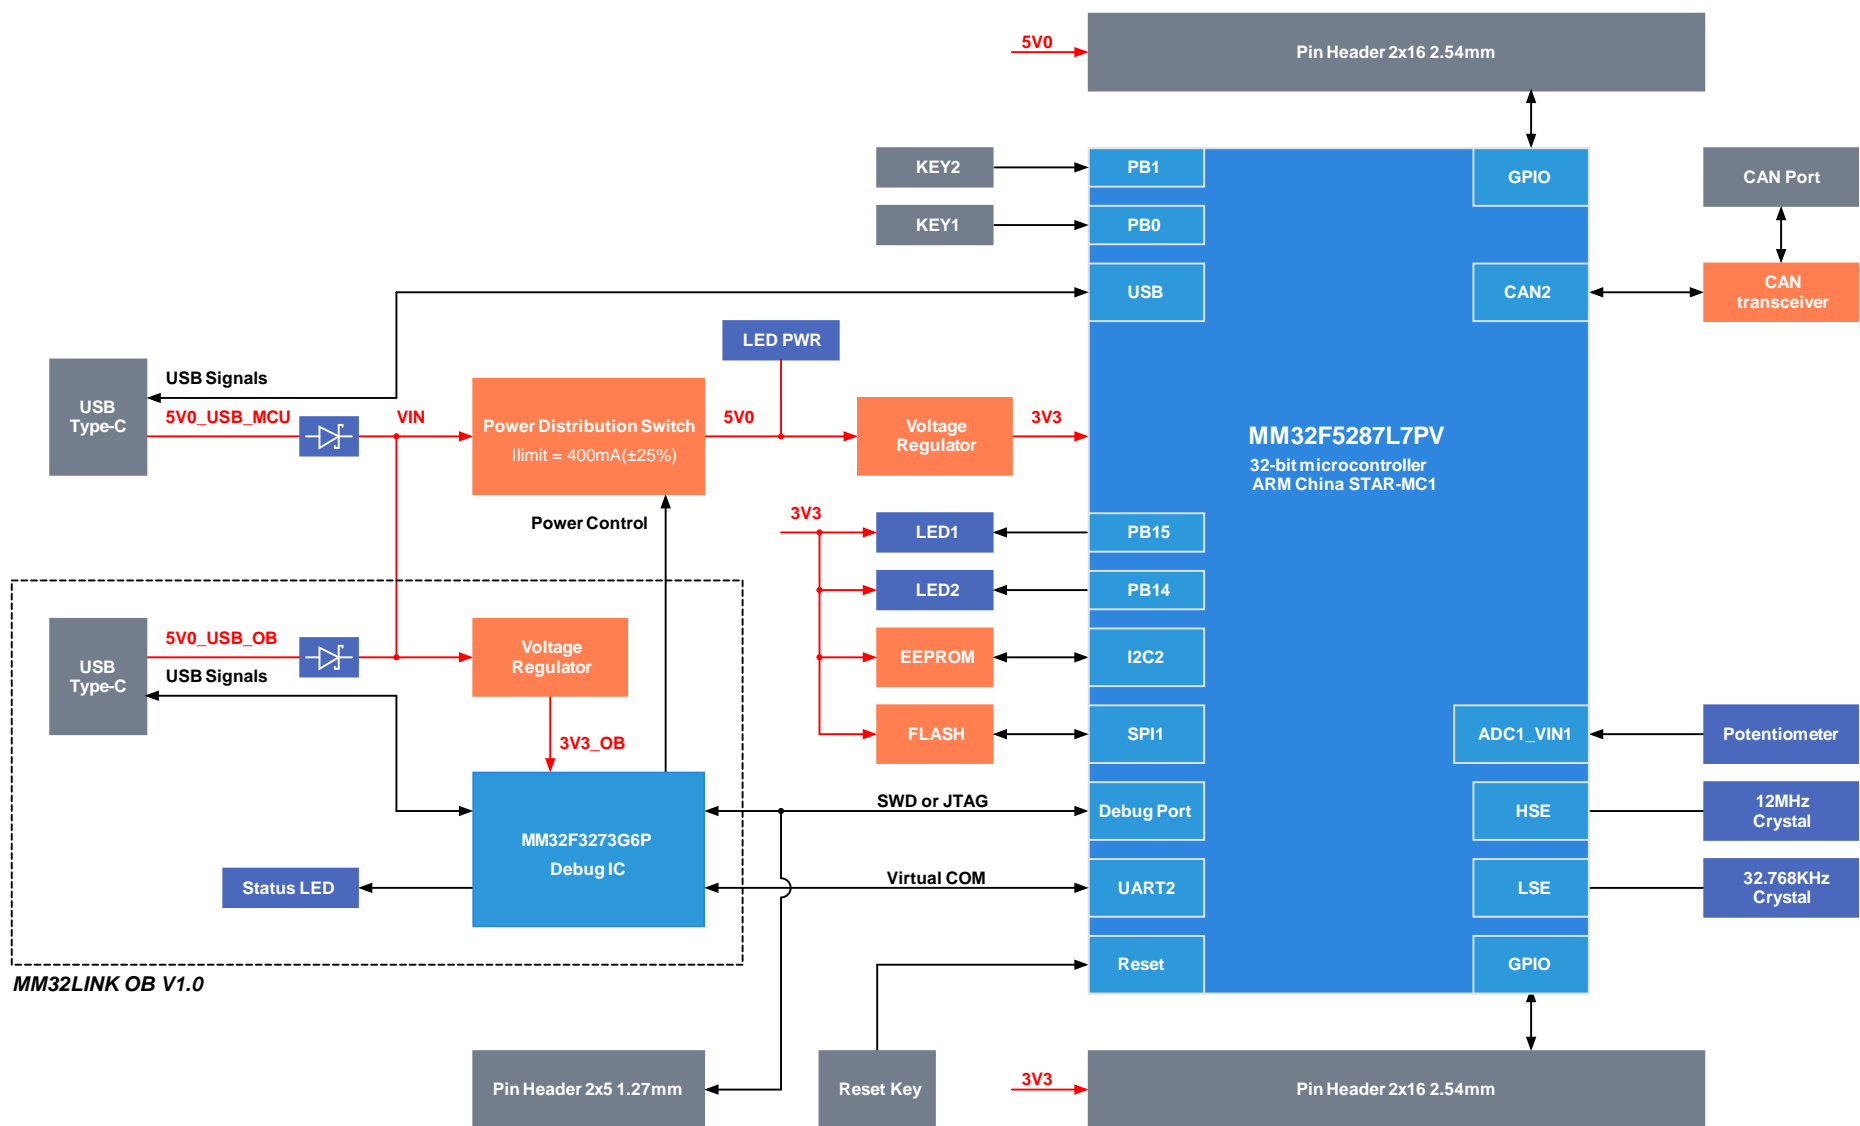 5V0
Pin Header 2x16 2.54mm
KEY2
PB1
GPIO
CAN Port
KEY1
PB0
USB
CAN2
CAN
transceiver
LED PWR
USB Signals
USB
Type-C
5V0_USB_MCU
VIN
Power Distribution Switch
Ilimit = 400mA(±25%)
5V0
Voltage
Regulator
3V3
MM32F5287L7PV
32-bit microcontroller
ARM China STAR-MC1
Power Control
3V3
LED1
PB15
LED2
PB14
USB
Type-C
5V0_USB_OB
USB Signals
Voltage
Regulator
EEPROM
I2C2
3V3_OB
FLASH
SPI1
ADC1_VIN1
Potentiometer
MM32F3273G6P
Debug IC
SWD or JTAG
Debug Port
HSE
12MHz
Crystal
Status LED
Virtual COM
UART2
LSE
32.768KHz
Crystal
Reset
GPIO
MM32LINK OB V1.0
Pin Header 2x5 1.27mm
Reset Key
3V3
Pin Header 2x16 2.54mm